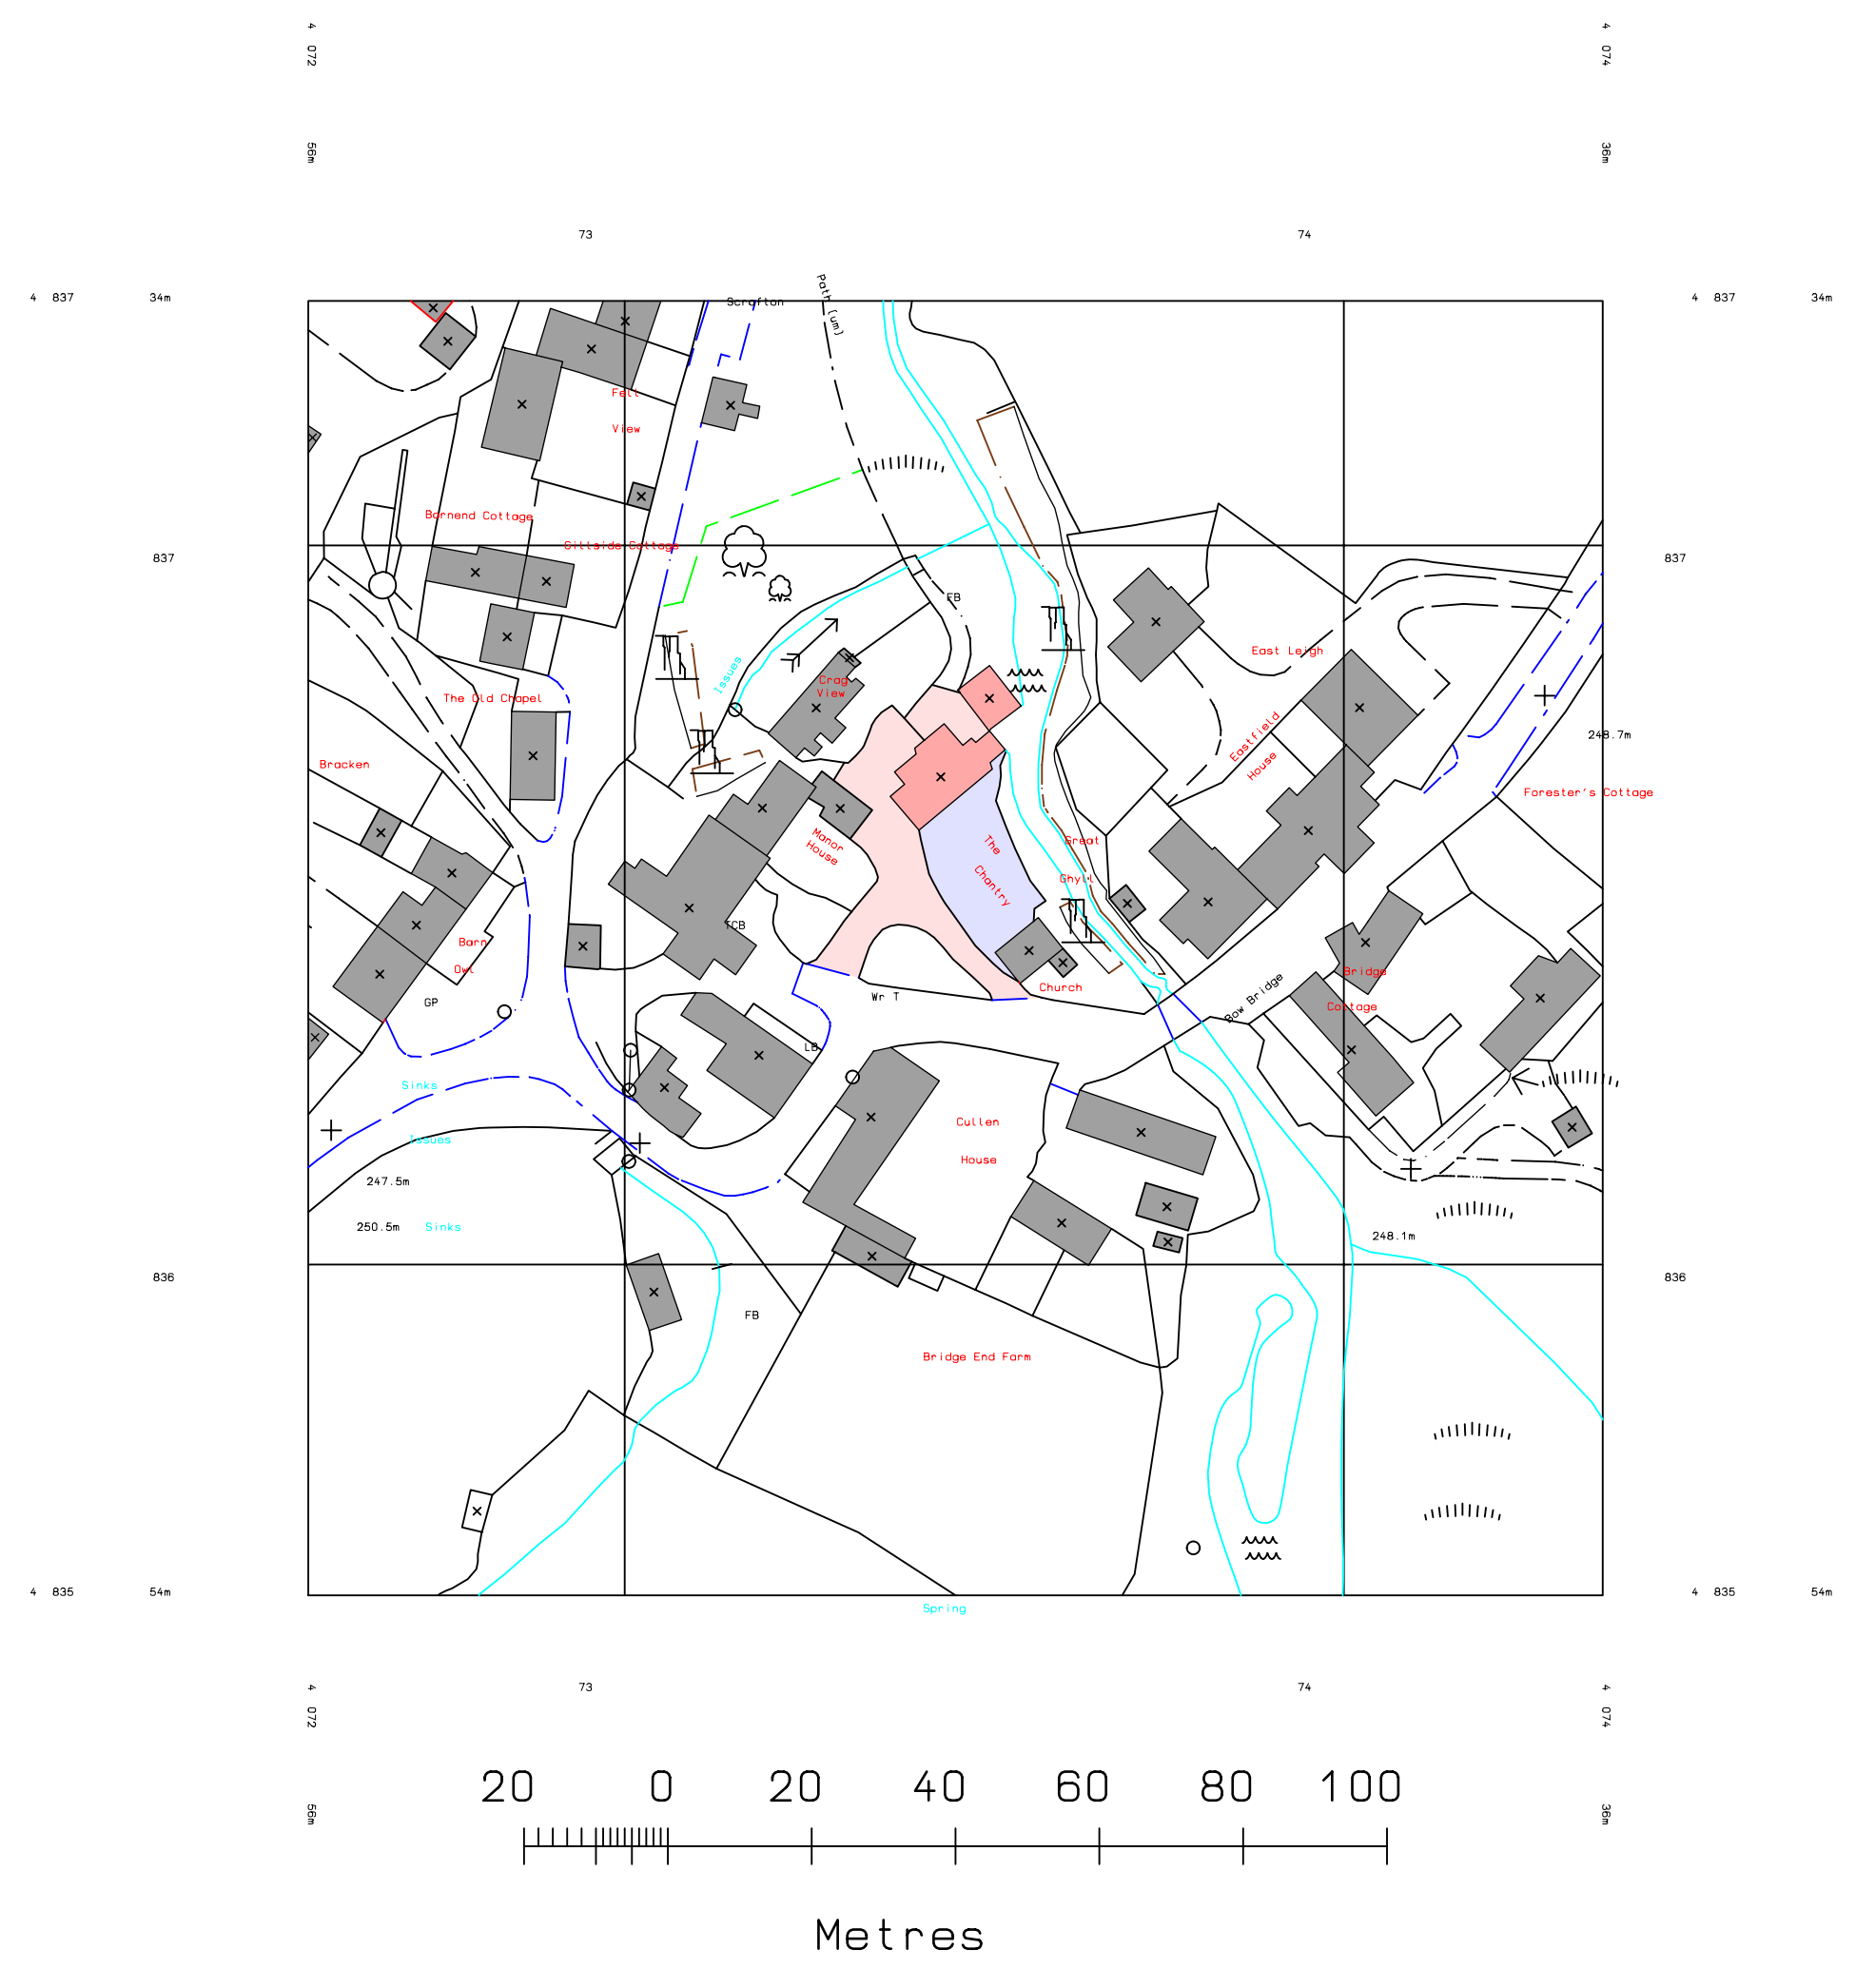 4 072
4 074
56m
36m
73
74
4 837
34m
Scrafton
Path (um)
4 837
34m
Fell
View
Barnend Cottage
Gillside Cottage
837
837
FB
East Leigh
Issues
Crag
View
The Old Chapel
Eastfield
House
248.7m
Bracken
Forester's Cottage
Manor
House
The
Chantry
Great
Ghyll
TCB
Barn
Owl
Bridge
Cottage
GP
Wr T
Church
Bow Bridge
LB
Sinks
Cullen
House
Issues
247.5m
250.5m
Sinks
248.1m
836
836
FB
Bridge End Farm
4 835
54m
4 835
54m
Spring
73
74
4 072
4 074
56m
36m
20 0 20 40 60 80 100
Metres